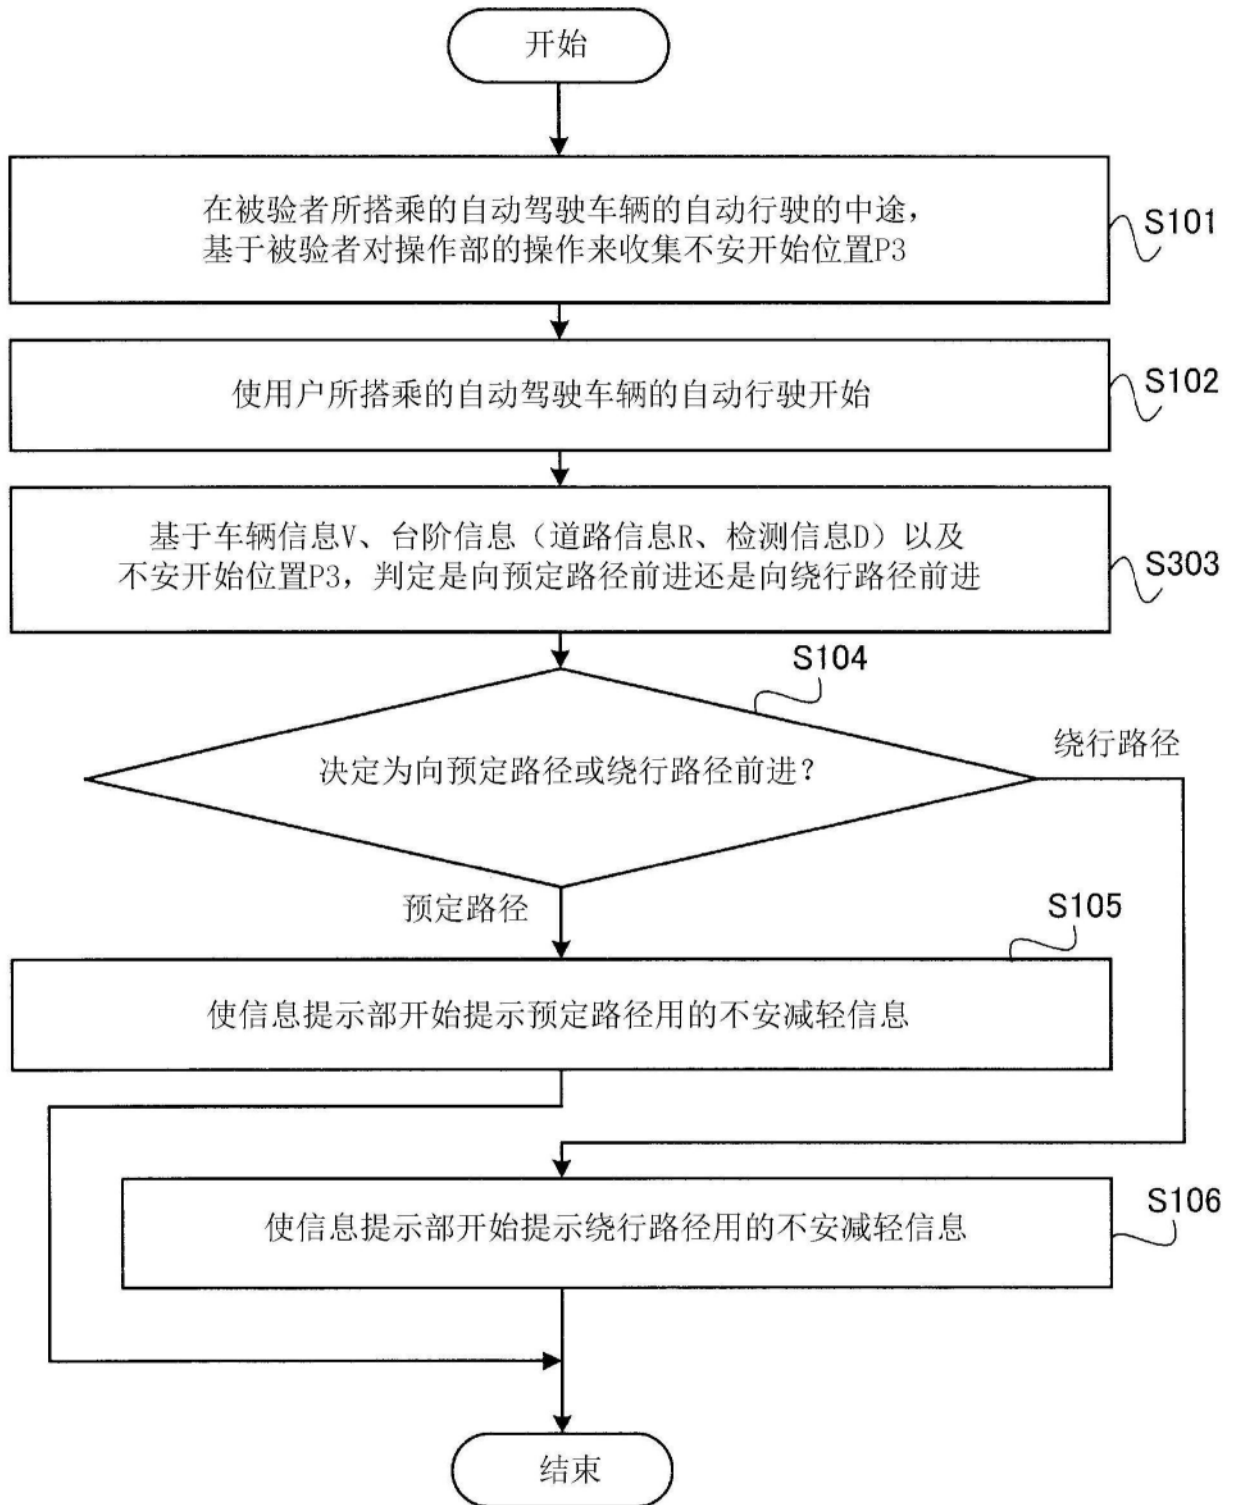 开始
在被验者所搭乘的自动驾驶车辆的自动行驶的中途，
基于被验者对操作部的操作来收集不安开始位置P3
S101
使用户所搭乘的自动驾驶车辆的自动行驶开始
S102
基于车辆信息V、台阶信息（道路信息R、检测信息D）以及
不安开始位置P3，判定是向预定路径前进还是向绕行路径前进
S303
S104
决定为向预定路径或绕行路径前进？
绕行路径
预定路径
S105
使信息提示部开始提示预定路径用的不安减轻信息
使信息提示部开始提示绕行路径用的不安减轻信息
S106
结束